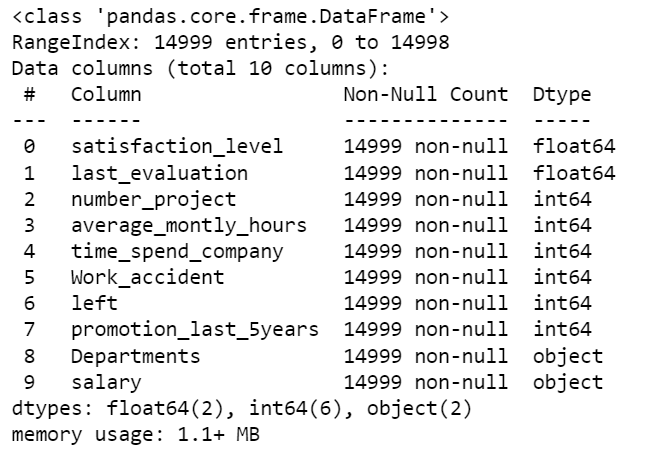 <class 'pandas.core.frame.DataFrame'>
RangeIndex: 14999 entries, 0 to 14998
Data columns (total 10 columns):
 #   Column                 Non-Null Count  Dtype
---  ------                 --------------  -----
 0   satisfaction_level     14999 non-null  float64
 1   last_evaluation        14999 non-null  float64
 2   number_project         14999 non-null  int64
 3   average_montly_hours   14999 non-null  int64
 4   time_spend_company     14999 non-null  int64
 5   Work_accident          14999 non-null  int64
 6   left                   14999 non-null  int64
 7   promotion_last_5years  14999 non-null  int64
 8   Departments            14999 non-null  object
 9   salary                 14999 non-null  object
dtypes: float64(2), int64(6), object(2)
memory usage: 1.1+ MB